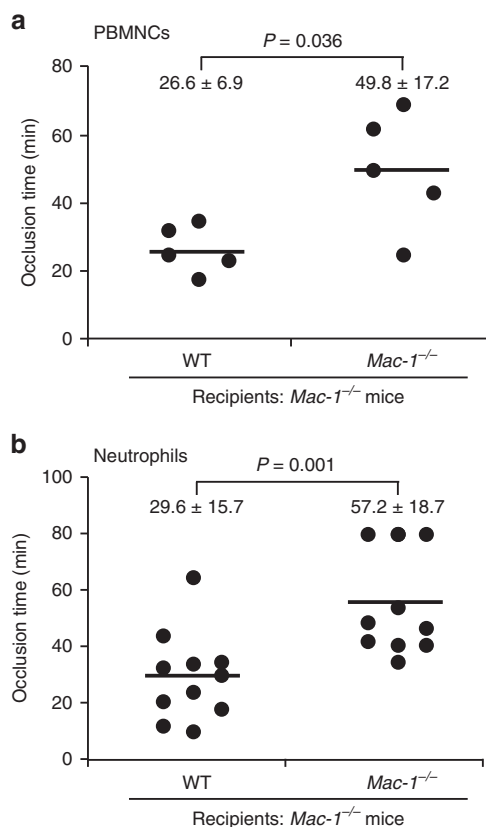 a
PBMNCs
P = 0.036
26.6 ± 6.9 49.8 ± 17.2
80
60
40
20
0
Occlusion time (min)
WT Mac-1⁻/⁻
Recipients: Mac-1⁻/⁻ mice
b
Neutrophils
P = 0.001
29.6 ± 15.7 57.2 ± 18.7
100
80
60
40
20
0
Occlusion time (min)
WT Mac-1⁻/⁻
Recipients: Mac-1⁻/⁻ mice